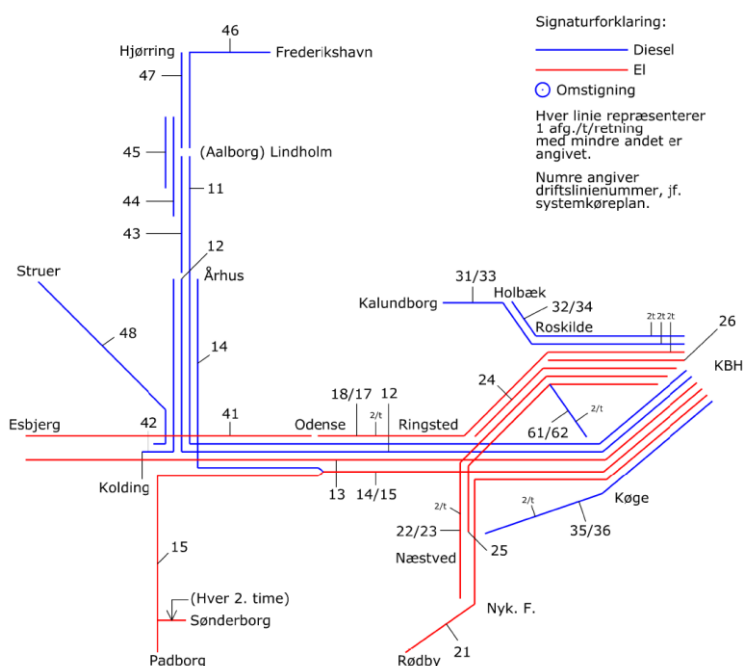 46
Hjørring
Frederikshavn
47
Signaturforklaring:
Diesel
El
Omstigning
Hver linie repræsenterer
1 afg./t/retning
med mindre andet er
angivet.
Numre angiver
driftslinienummer, jf.
systemkøreplan.
45
(Aalborg) Lindholm
11
44
43
12
Struer
Århus
31/33
Holbæk
Kalundborg
32/34
Roskilde
2t 2t 2t
26
KBH
48
14
24
18/17
12
Esbjerg
42
41
Odense
2/t
Ringsted
2/t
61/62
Kolding
13
14/15
2/t
2/t
Køge
22/23
35/36
15
Næstved
25
(Hver 2. time)
Sønderborg
Nyk. F.
Padborg
Rødby
21